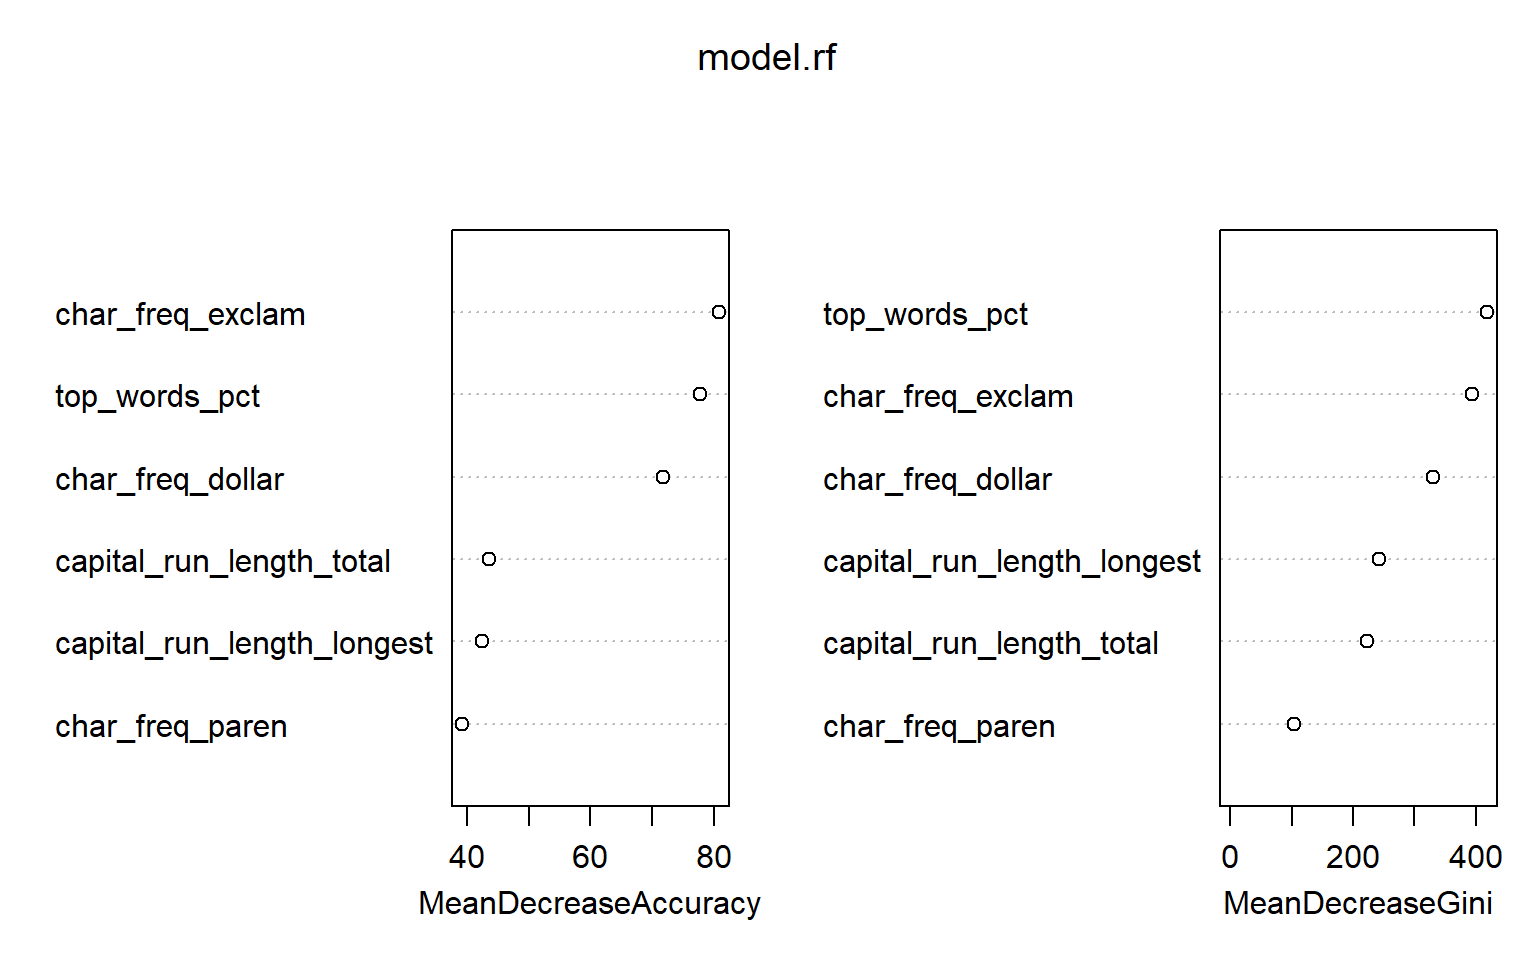 model.rf
char_freq_exclam
top_words_pct
char_freq_dollar
capital_run_length_total
capital_run_length_longest
char_freq_paren
40 60 80
MeanDecreaseAccuracy
top_words_pct
char_freq_exclam
char_freq_dollar
capital_run_length_longest
capital_run_length_total
char_freq_paren
0 200 400
MeanDecreaseGini